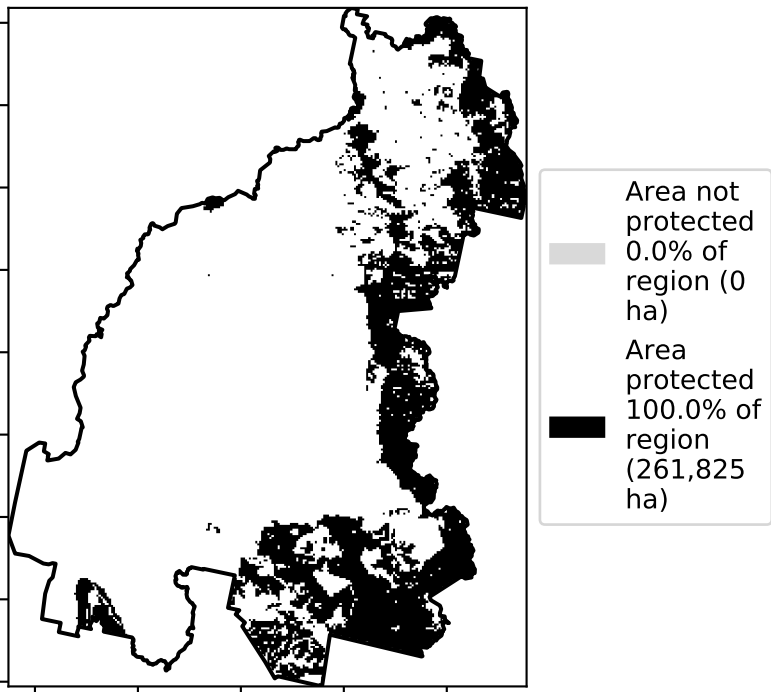 Area not
protected
0.0% of
region (0
ha)
Area
protected
100.0% of
region
(261,825
ha)